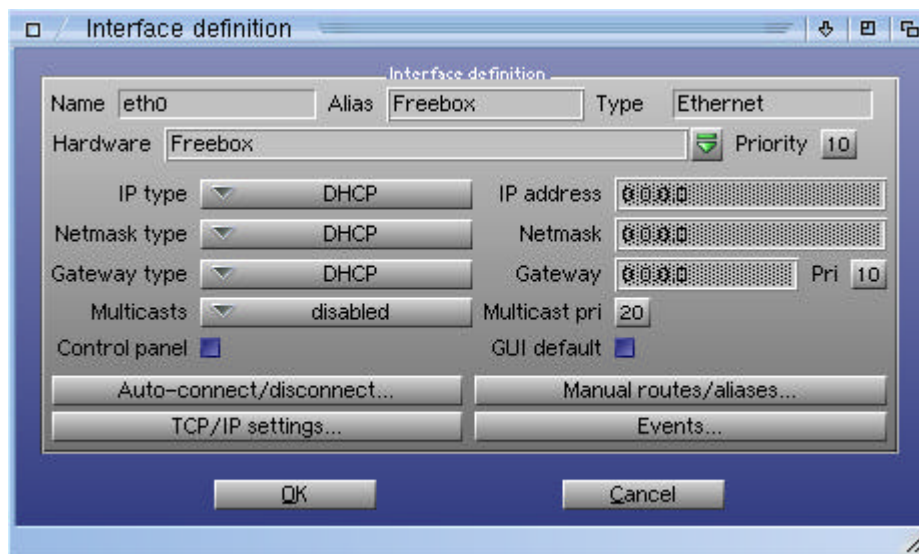 Interface definition
Interface definition
Name eth0 Alias Freebox Type Ethernet
Hardware Freebox Priority 10
IP type DHCP IP address 0.0.0.0
Netmask type DHCP Netmask 0.0.0.0
Gateway type DHCP Gateway 0.0.0.0 Pri 10
Multicasts disabled Multicast pri 20
Control panel GUI default
Auto-connect/disconnect... Manual routes/aliases...
TCP/IP settings... Events...
OK Cancel